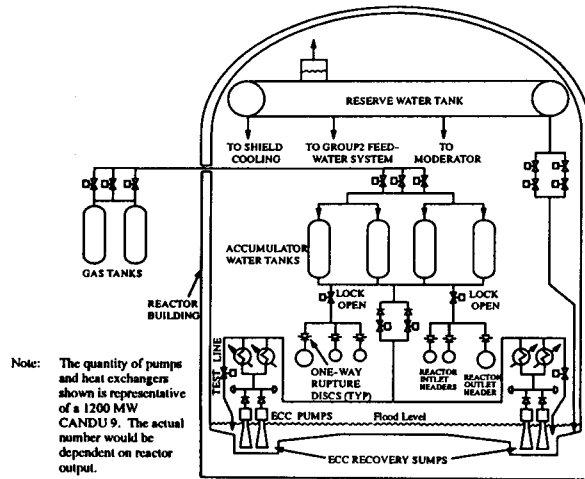 RESERVE WATER TANK
TO SHIELD
COOLING
TO GROUP2 FEED-
WATER SYSTEM
TO
MODERATOR
GAS TANKS
ACCUMULATOR
WATER TANKS
REACTOR
BUILDING
LOCK
OPEN
LOCK
OPEN
TEST LINE
ONE-WAY
RUPTURE
DISCS (TYP)
REACTOR
INLET
HEADERS
REACTOR
OUTLET
HEADER
ECC PUMPS
Flood Level
ECC RECOVERY SUMPS
Note: The quantity of pumps
and heat exchangers
shown is representative
of a 1200 MW
CANDU 9. The actual
number would be
dependent on reactor
output.